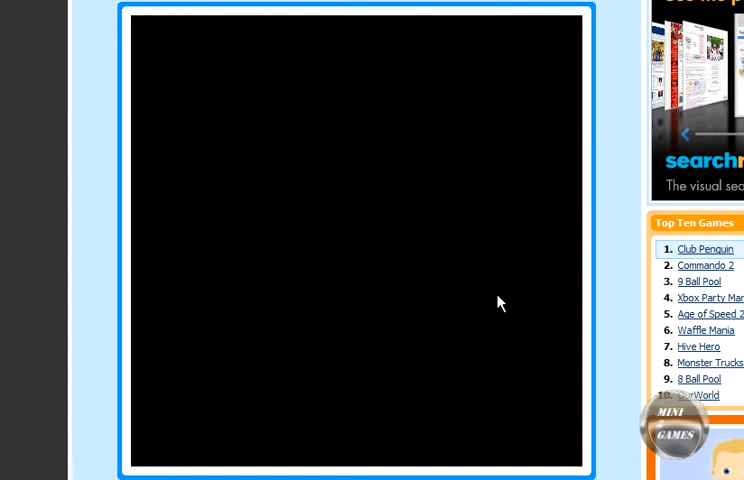 search
The visual sea
Top Ten Games
1. Club Penguin
2. Commando 2
3. 9 Ball Pool
4. Xbox Party Mar
5. Age of Speed 2
6. Waffle Mania
7. Hive Hero
8. Monster Trucks
9. 8 Ball Pool
10. OurWorld
MINI
GAMES